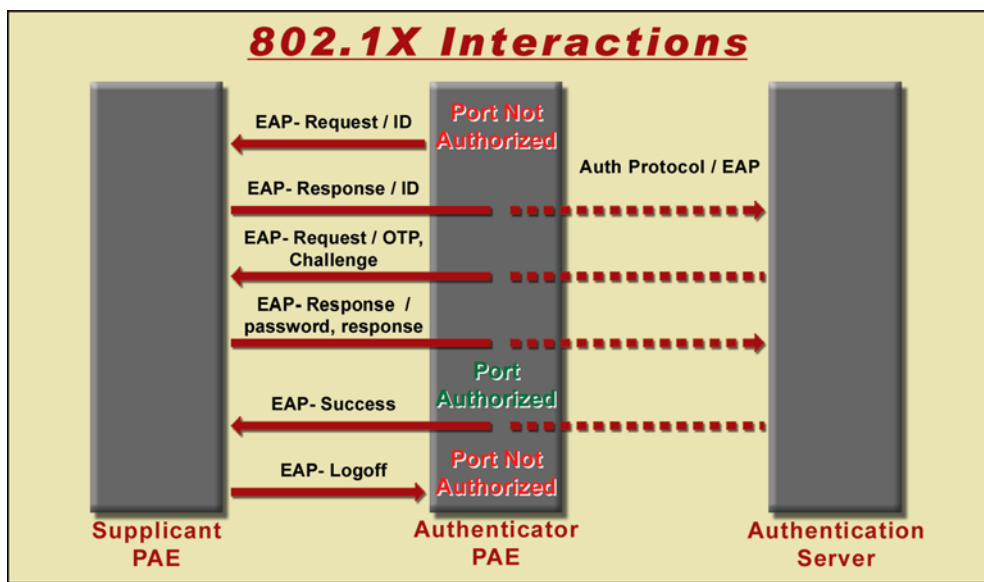 802.1X Interactions
Port Not
Authorized
EAP- Request / ID
Auth Protocol / EAP
EAP- Response / ID
EAP- Request / OTP,
Challenge
EAP- Response /
password, response
Port
Authorized
EAP- Success
Port Not
Authorized
EAP- Logoff
Supplicant
PAE
Authenticator
PAE
Authentication
Server